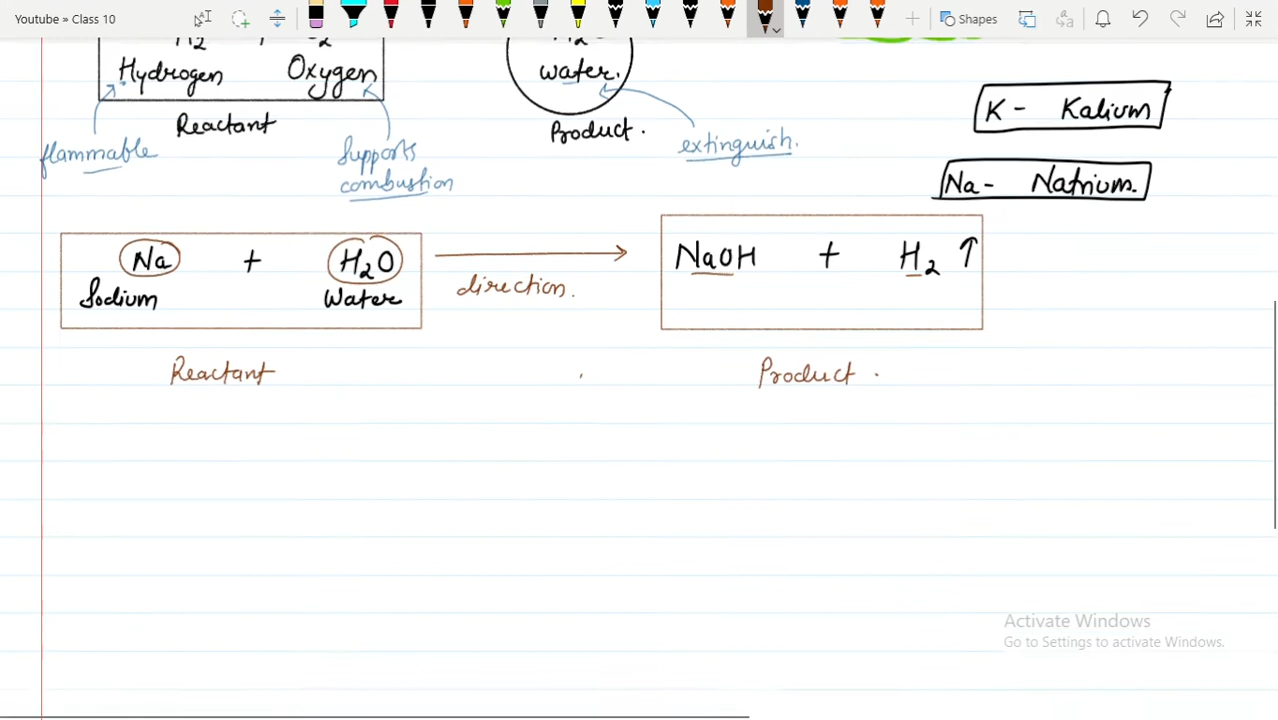 Youtube » Class 10
Shapes
Hydrogen Oxygen water.
Reactant Product.
flammable Supports combustion extinguish.
K - Kalium
Na - Natrium.
Na + H₂O → NaOH + H₂ ↑
Sodium Water direction.
Reactant Product.
Activate Windows
Go to Settings to activate Windows.